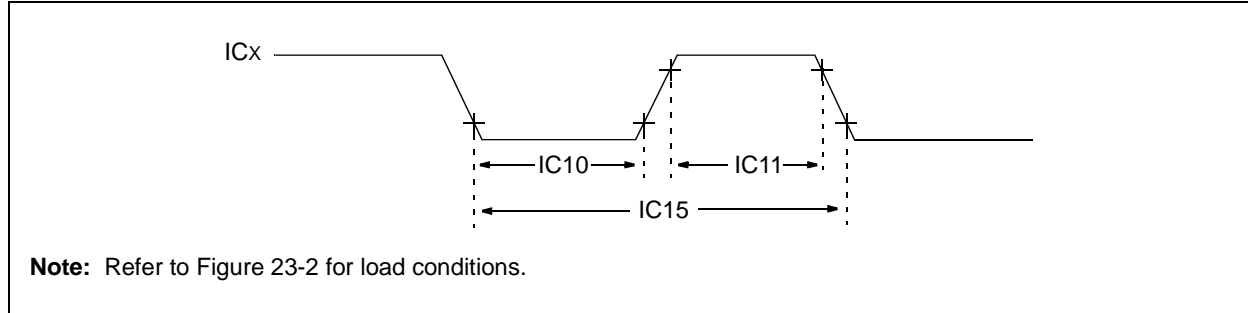 ICX
IC10
IC11
IC15
Note: Refer to Figure 23-2 for load conditions.